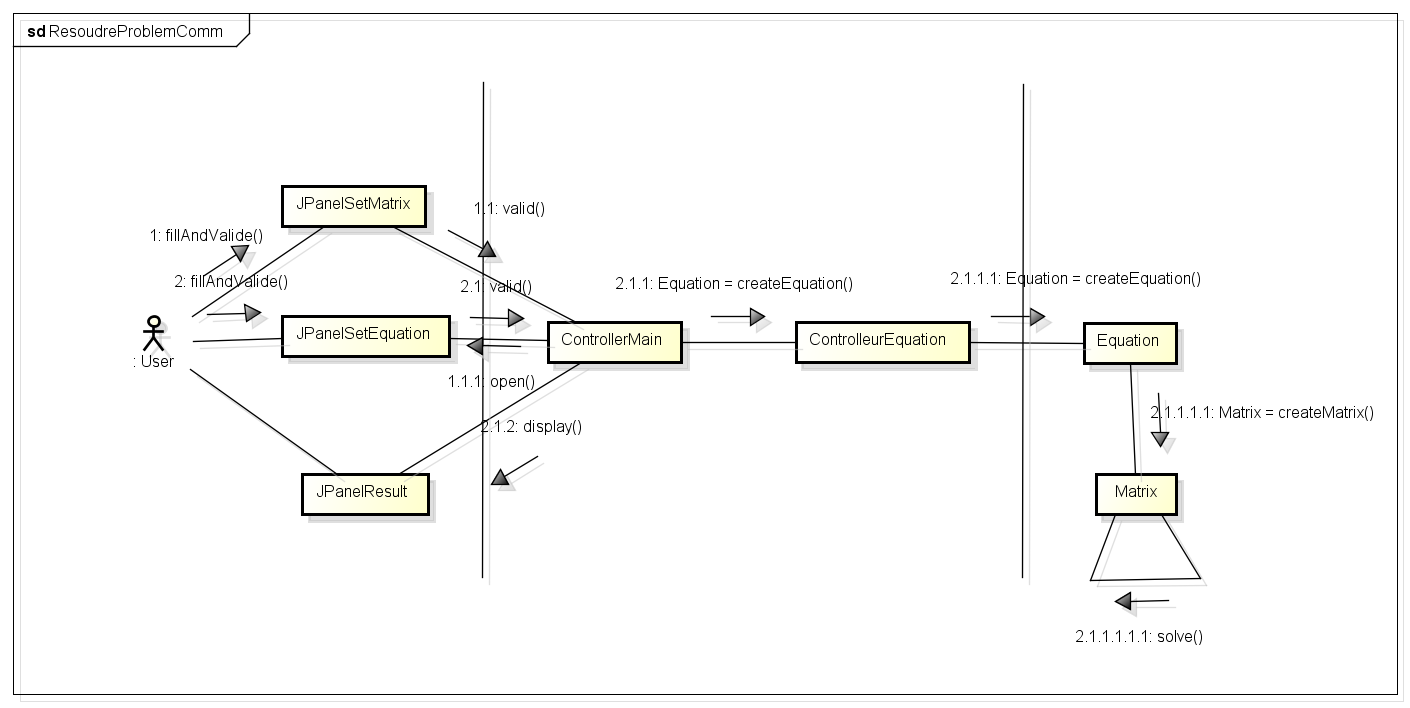 sd ResoudreProblemComm
JPanelSetMatrix
1.1: valid()
1: fillAndValide()
2: fillAndValide()
2.1: valid()
2.1.1: Equation = createEquation()
2.1.1.1: Equation = createEquation()
JPanelSetEquation
ControllerMain
ControlleurEquation
Equation
: User
1.1.1: open()
2.1.2: display()
2.1.1.1.1: Matrix = createMatrix()
JPanelResult
Matrix
2.1.1.1.1.1: solve()